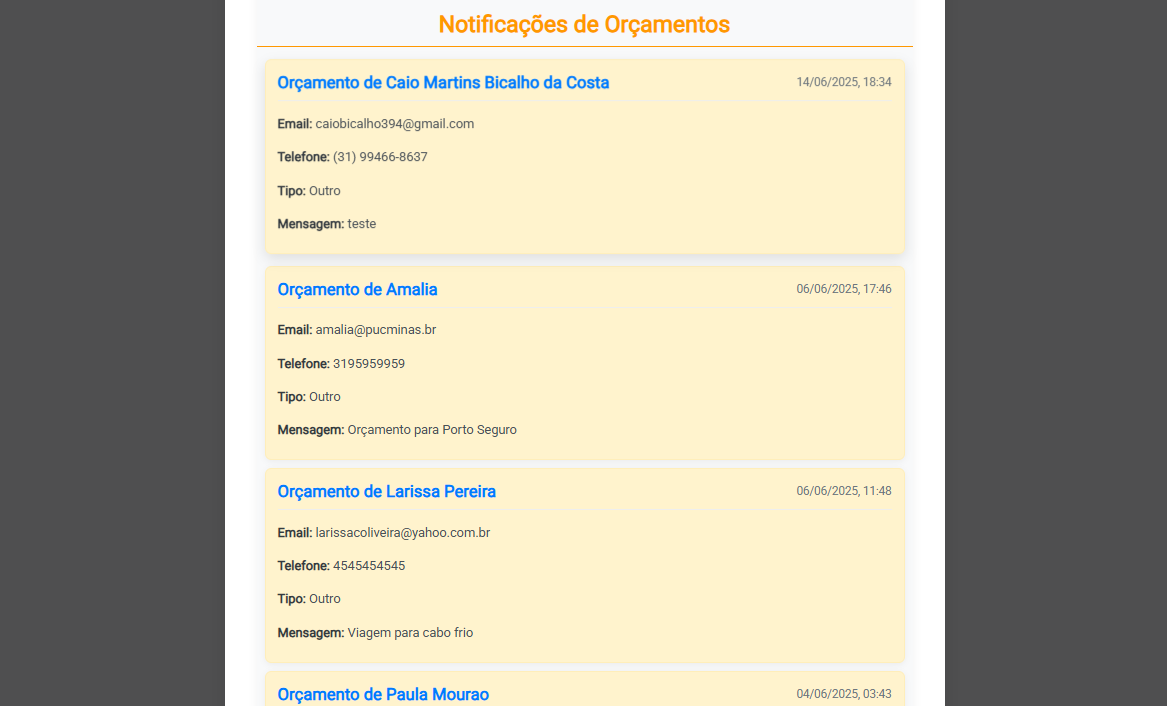 Notificações de Orçamentos
Orçamento de Caio Martins Bicalho da Costa 14/06/2025, 18:34
Email: caiobicalho394@gmail.com
Telefone: (31) 99466-8637
Tipo: Outro
Mensagem: teste
Orçamento de Amalia 06/06/2025, 17:46
Email: amalia@pucminas.br
Telefone: 3195959959
Tipo: Outro
Mensagem: Orçamento para Porto Seguro
Orçamento de Larissa Pereira 06/06/2025, 11:48
Email: larissacoliveira@yahoo.com.br
Telefone: 4545454545
Tipo: Outro
Mensagem: Viagem para cabo frio
Orçamento de Paula Mourao 04/06/2025, 03:43